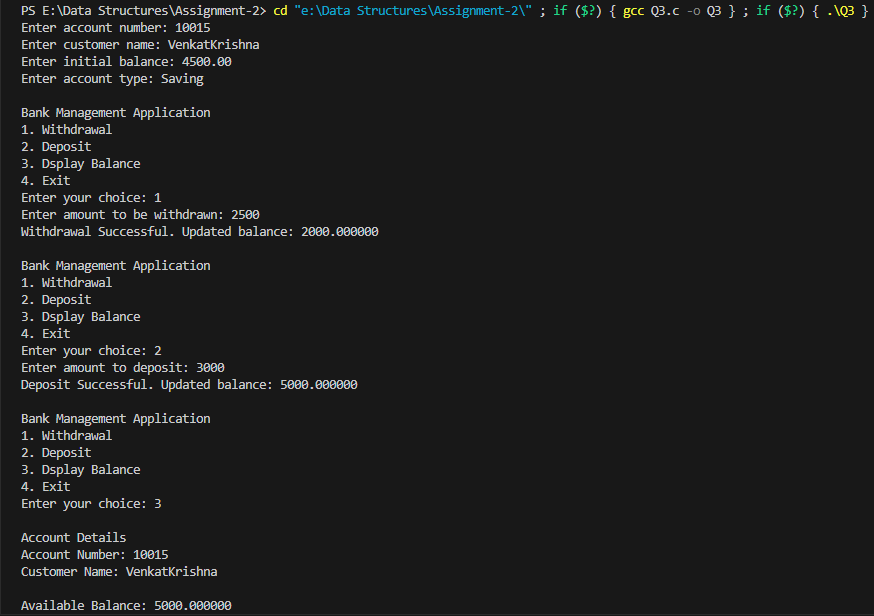 PS E:\Data Structures\Assignment-2> cd "e:\Data Structures\Assignment-2\" ; if ($?) { gcc Q3.c -o Q3 } ; if ($?) { .\Q3 }
Enter account number: 10015
Enter customer name: VenkatKrishna
Enter initial balance: 4500.00
Enter account type: Saving
Bank Management Application
1. Withdrawal
2. Deposit
3. Dsplay Balance
4. Exit
Enter your choice: 1
Enter amount to be withdrawn: 2500
Withdrawal Successful. Updated balance: 2000.000000
Bank Management Application
1. Withdrawal
2. Deposit
3. Dsplay Balance
4. Exit
Enter your choice: 2
Enter amount to deposit: 3000
Deposit Successful. Updated balance: 5000.000000
Bank Management Application
1. Withdrawal
2. Deposit
3. Dsplay Balance
4. Exit
Enter your choice: 3
Account Details
Account Number: 10015
Customer Name: VenkatKrishna
Available Balance: 5000.000000